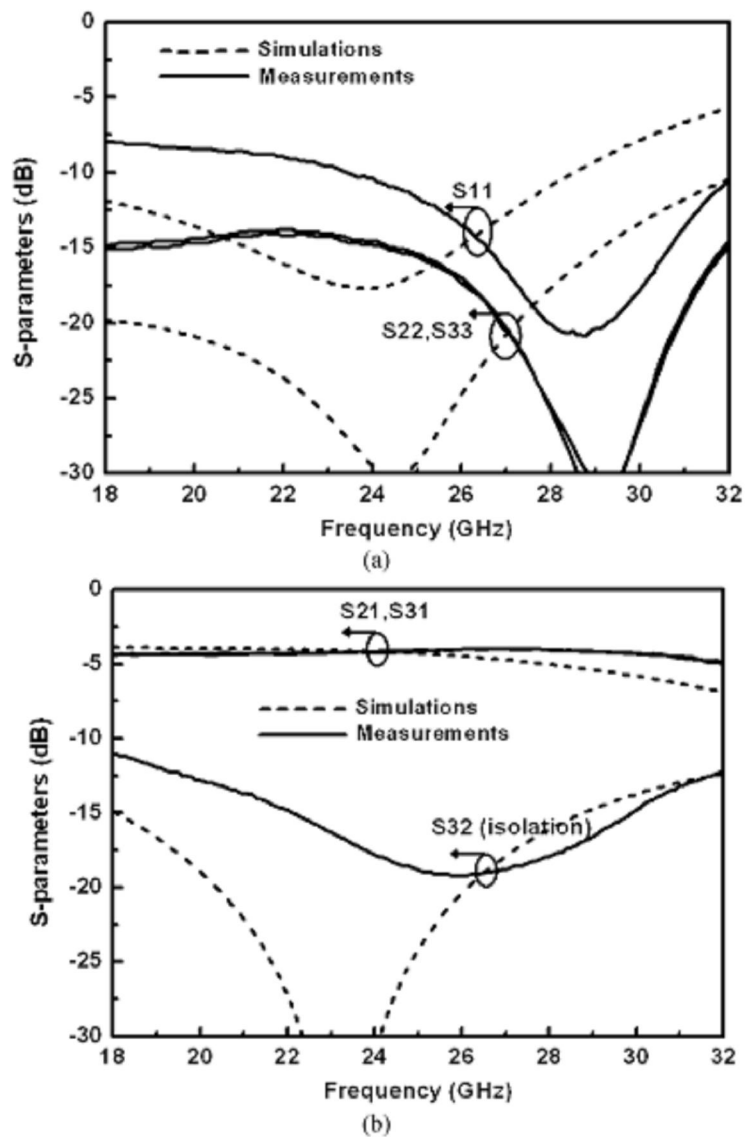 0
-5
-10
-15
-20
-25
-30
S-parameters (dB)
Simulations
Measurements
S11
S22,S33
18 20 22 24 26 28 30 32
Frequency (GHz)
(a)
0
-5
-10
-15
-20
-25
-30
S-parameters (dB)
S21,S31
Simulations
Measurements
S32 (isolation)
18 20 22 24 26 28 30 32
Frequency (GHz)
(b)